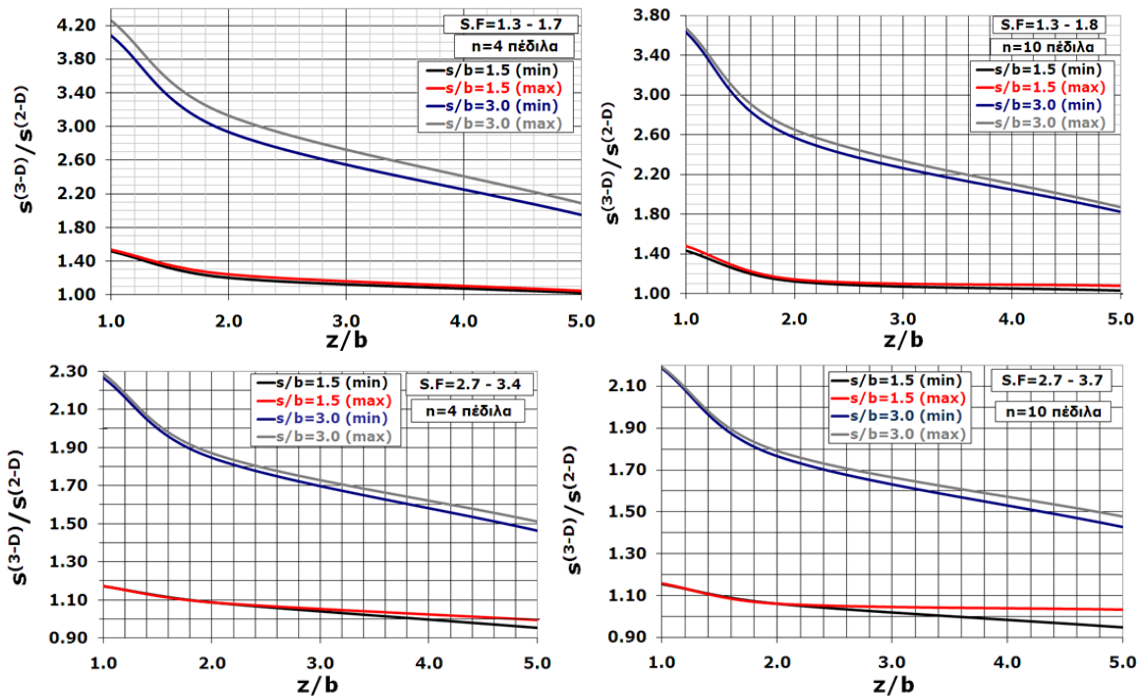 s(3-D)/s(2-D)
4.20
3.80
3.40
3.00
2.60
2.20
1.80
1.40
1.00
S.F=1.3 - 1.7
n=4 πέδιλα
s/b=1.5 (min)
s/b=1.5 (max)
s/b=3.0 (min)
s/b=3.0 (max)
1.0 2.0 3.0 4.0 5.0
z/b
s(3-D)/s(2-D)
3.80
3.40
3.00
2.60
2.20
1.80
1.40
1.00
S.F=1.3 - 1.8
n=10 πέδιλα
s/b=1.5 (min)
s/b=1.5 (max)
s/b=3.0 (min)
s/b=3.0 (max)
1.0 2.0 3.0 4.0 5.0
z/b
s(3-D)/s(2-D)
2.30
2.10
1.90
1.70
1.50
1.30
1.10
0.90
s/b=1.5 (min)
s/b=1.5 (max)
s/b=3.0 (min)
s/b=3.0 (max)
S.F=2.7 - 3.4
n=4 πέδιλα
1.0 2.0 3.0 4.0 5.0
z/b
s(3-D)/s(2-D)
2.10
1.90
1.70
1.50
1.30
1.10
0.90
s/b=1.5 (min)
s/b=1.5 (max)
s/b=3.0 (min)
s/b=3.0 (max)
S.F=2.7 - 3.7
n=10 πέδιλα
1.0 2.0 3.0 4.0 5.0
z/b